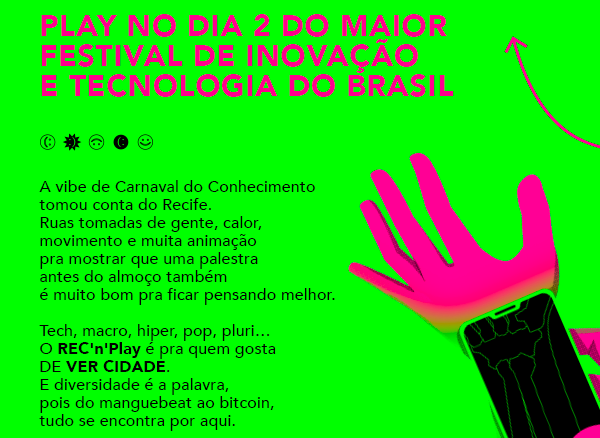 PLAY NO DIA 2 DO MAIOR
FESTIVAL DE INOVAÇÃO
E TECNOLOGIA DO BRASIL
A vibe de Carnaval do Conhecimento
tomou conta do Recife.
Ruas tomadas de gente, calor,
movimento e muita animação
pra mostrar que uma palestra
antes do almoço também
é muito bom pra ficar pensando melhor.
Tech, macro, hiper, pop, pluri...
O REC'n'Play é pra quem gosta
DE VER CIDADE.
E diversidade é a palavra,
pois do manguebeat ao bitcoin,
tudo se encontra por aqui.